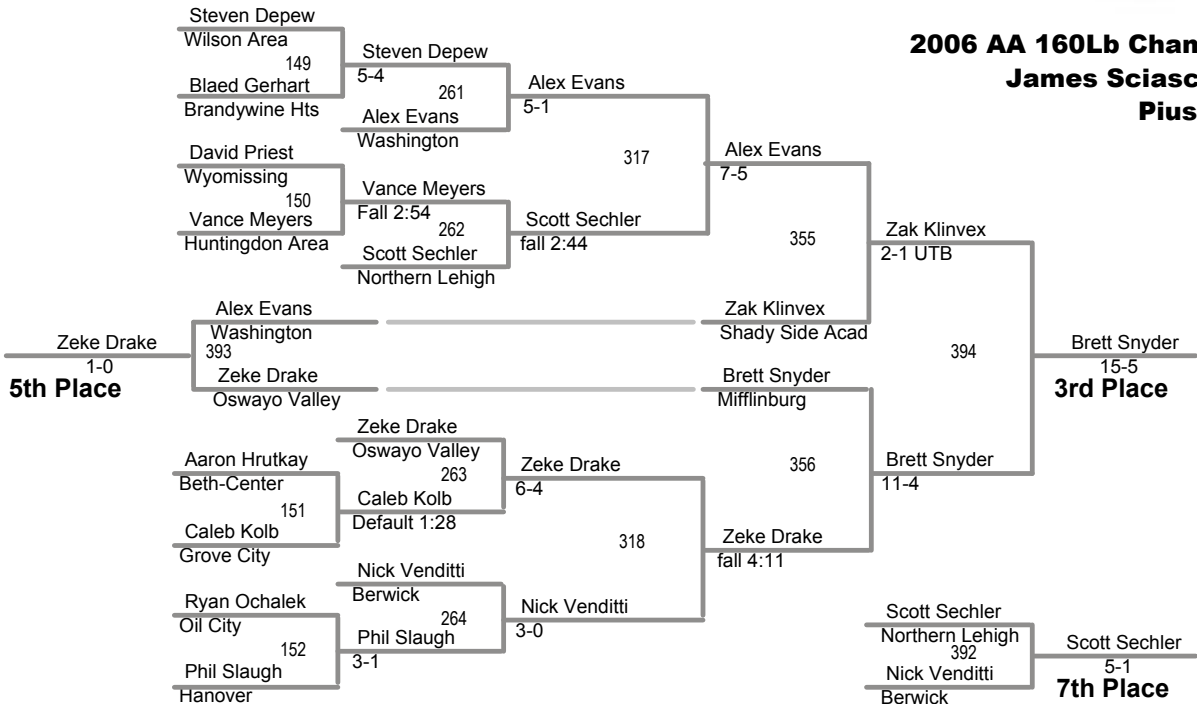 2006 AA 160Lb Cham
James Sciasc
Pius
Steven Depew
Wilson Area
149
Blaed Gerhart
Brandywine Hts
Steven Depew
5-4
261
Alex Evans
Washington
Alex Evans
5-1
David Priest
Wyomissing
150
Vance Meyers
Huntingdon Area
Vance Meyers
Fall 2:54
262
Scott Sechler
Northern Lehigh
Scott Sechler
fall 2:44
317
Alex Evans
7-5
355
Zak Klinvex
Shady Side Acad
Zak Klinvex
2-1 UTB
Alex Evans
Washington
393
Zeke Drake
Oswayo Valley
Zeke Drake
1-0
5th Place
394
Brett Snyder
15-5
3rd Place
Brett Snyder
Mifflinburg
356
Brett Snyder
11-4
Zeke Drake
Oswayo Valley
263
Caleb Kolb
Default 1:28
Zeke Drake
6-4
Aaron Hrutkay
Beth-Center
151
Caleb Kolb
Grove City
318
Zeke Drake
fall 4:11
Nick Venditti
Berwick
264
Phil Slaugh
3-1
Nick Venditti
3-0
Ryan Ochalek
Oil City
152
Phil Slaugh
Hanover
Scott Sechler
Northern Lehigh
392
Nick Venditti
Berwick
Scott Sechler
5-1
7th Place